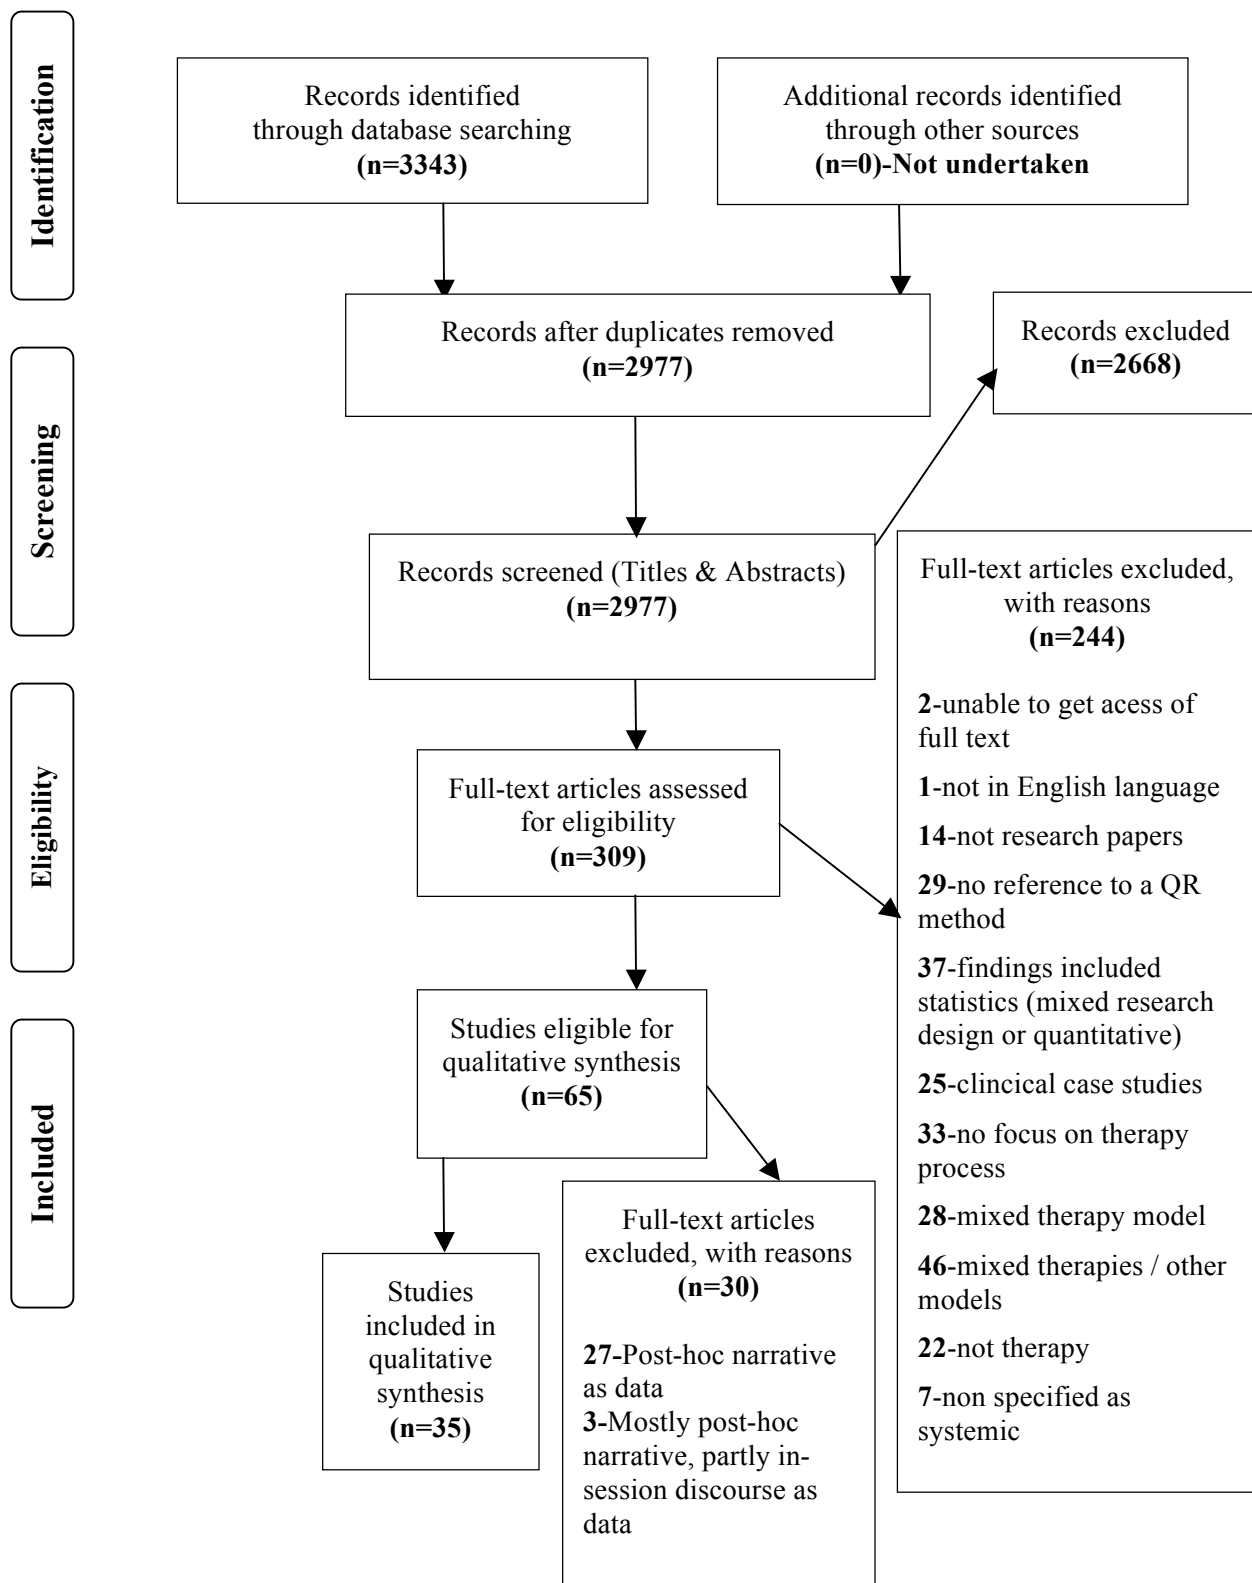 Identification
Records identified
through database searching
(n=3343)
Additional records identified
through other sources
(n=0)-Not undertaken
Records after duplicates removed
(n=2977)
Records excluded
(n=2668)
Screening
Records screened (Titles & Abstracts)
(n=2977)
Full-text articles excluded,
with reasons
(n=244)
2-unable to get acess of
full text
1-not in English language
14-not research papers
29-no reference to a QR
method
37-findings included
statistics (mixed research
design or quantitative)
25-clincical case studies
33-no focus on therapy
process
28-mixed therapy model
46-mixed therapies / other
models
22-not therapy
7-non specified as
systemic
Eligibility
Full-text articles assessed
for eligibility
(n=309)
Studies eligible for
qualitative synthesis
(n=65)
Included
Studies
included in
qualitative
synthesis
(n=35)
Full-text articles
excluded, with reasons
(n=30)
27-Post-hoc narrative
as data
3-Mostly post-hoc
narrative, partly in-
session discourse as
data